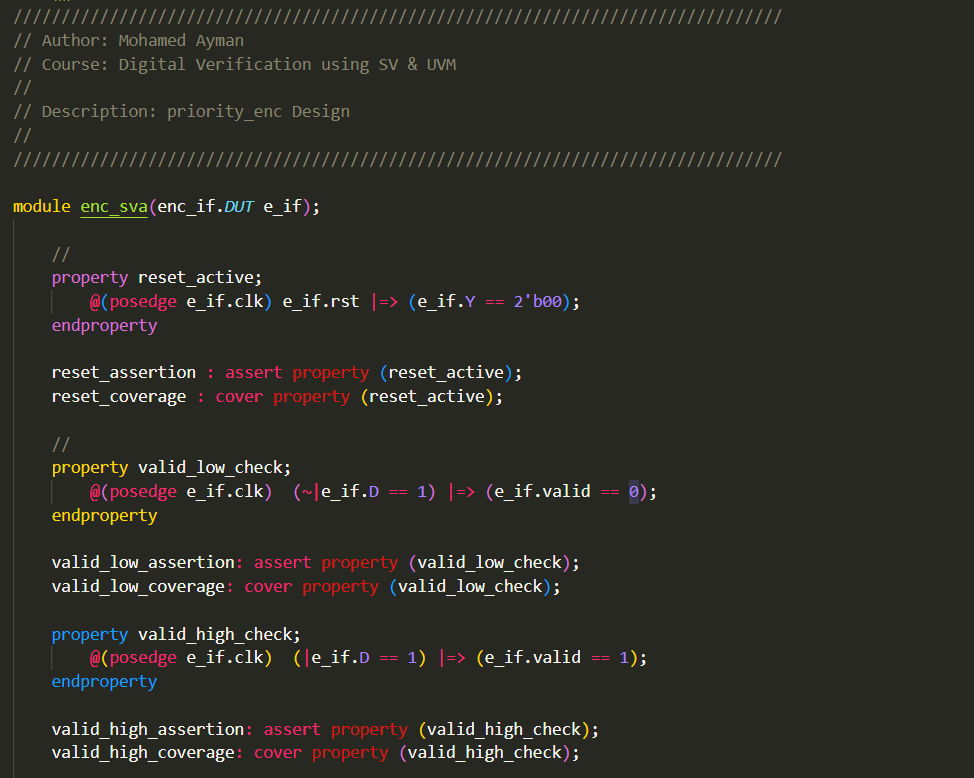 ////////////////////////////////////////////////////////////////////////////////
// Author: Mohamed Ayman
// Course: Digital Verification using SV & UVM
//
// Description: priority_enc Design
//
////////////////////////////////////////////////////////////////////////////////
module enc_sva(enc_if.DUT e_if);
//
property reset_active;
@(posedge e_if.clk) e_if.rst |=> (e_if.Y == 2'b00);
endproperty
reset_assertion : assert property (reset_active);
reset_coverage : cover property (reset_active);
//
property valid_low_check;
@(posedge e_if.clk)  (~|e_if.D == 1) |=> (e_if.valid == 0);
endproperty
valid_low_assertion: assert property (valid_low_check);
valid_low_coverage: cover property (valid_low_check);
property valid_high_check;
@(posedge e_if.clk)  (|e_if.D == 1) |=> (e_if.valid == 1);
endproperty
valid_high_assertion: assert property (valid_high_check);
valid_high_coverage: cover property (valid_high_check);